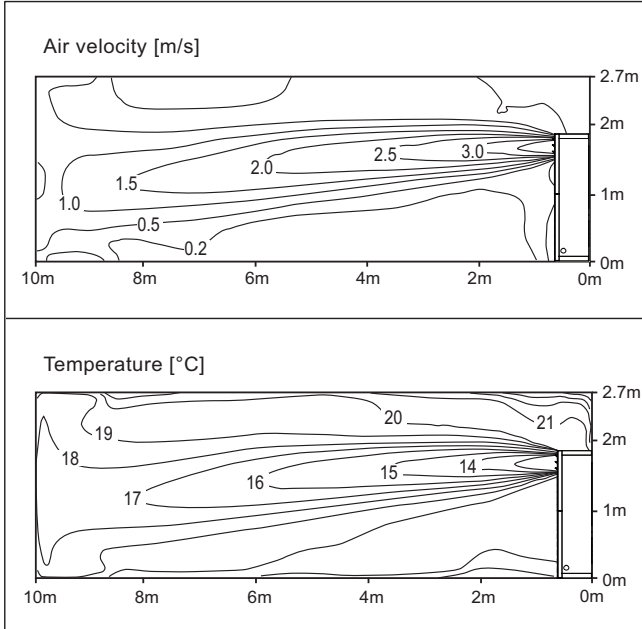 Air velocity [m/s]
2.7m
2m
3.0
2.5
2.0
1.5
1m
1.0
0.5
0.2
0m
10m 8m 6m 4m 2m 0m
Temperature [°C]
2.7m
20
21
19
2m
18
14
15
16
17
1m
0m
10m 8m 6m 4m 2m 0m